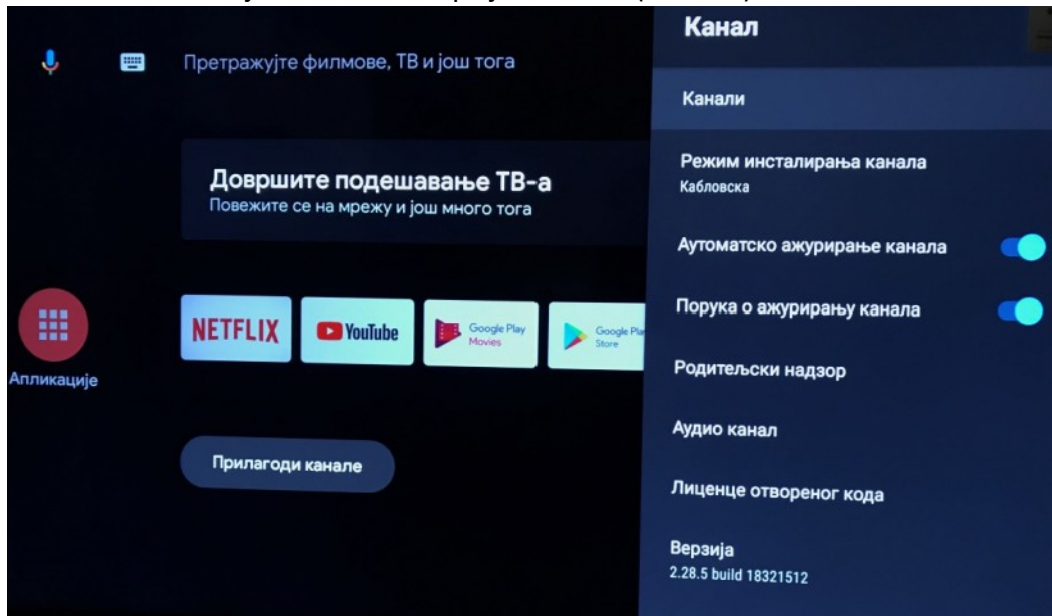 Претражујте филмове, ТВ и још тога
Довршите подешавање ТВ-а
Повежите се на мрежу и још много тога
NETFLIX
YouTube
Google Play
Movies
Google Play
Store
Апликације
Прилагоди канале
Канал
Канали
Режим инсталирања канала
Кабловска
Аутоматско ажурирање канала
Порука о ажурирању канала
Родитељски надзор
Аудио канал
Лиценце отвореног кода
Верзија
2.28.5 build 18321512